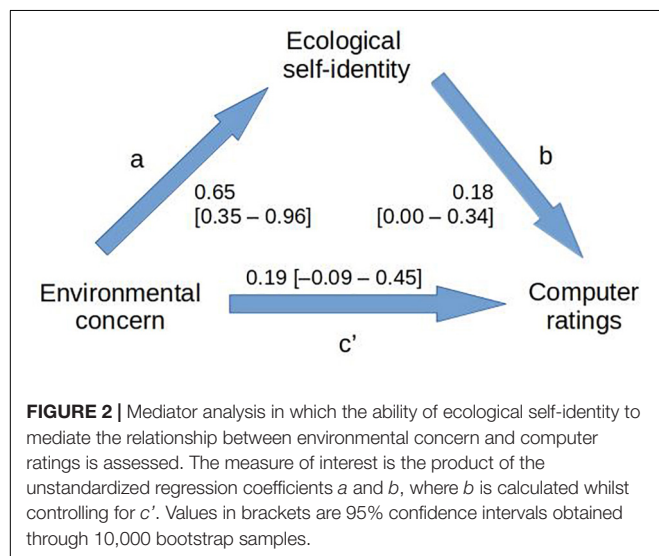 Ecological
self-identity
a
b
0.65
[0.35 – 0.96]
0.18
[0.00 – 0.34]
0.19 [–0.09 – 0.45]
Environmental
concern
Computer
ratings
c'
FIGURE 2 | Mediator analysis in which the ability of ecological self-identity to
mediate the relationship between environmental concern and computer
ratings is assessed. The measure of interest is the product of the
unstandardized regression coefficients a and b, where b is calculated whilst
controlling for c'. Values in brackets are 95% confidence intervals obtained
through 10,000 bootstrap samples.